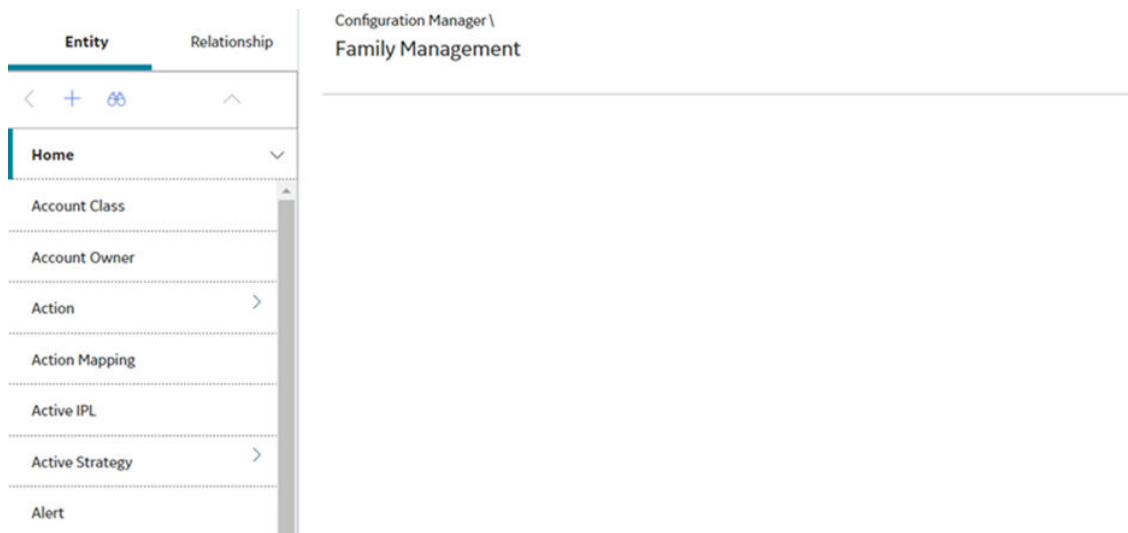 Entity
Relationship
Home
Account Class
Account Owner
Action
Action Mapping
Active IPL
Active Strategy
Alert
Configuration Manager\
Family Management